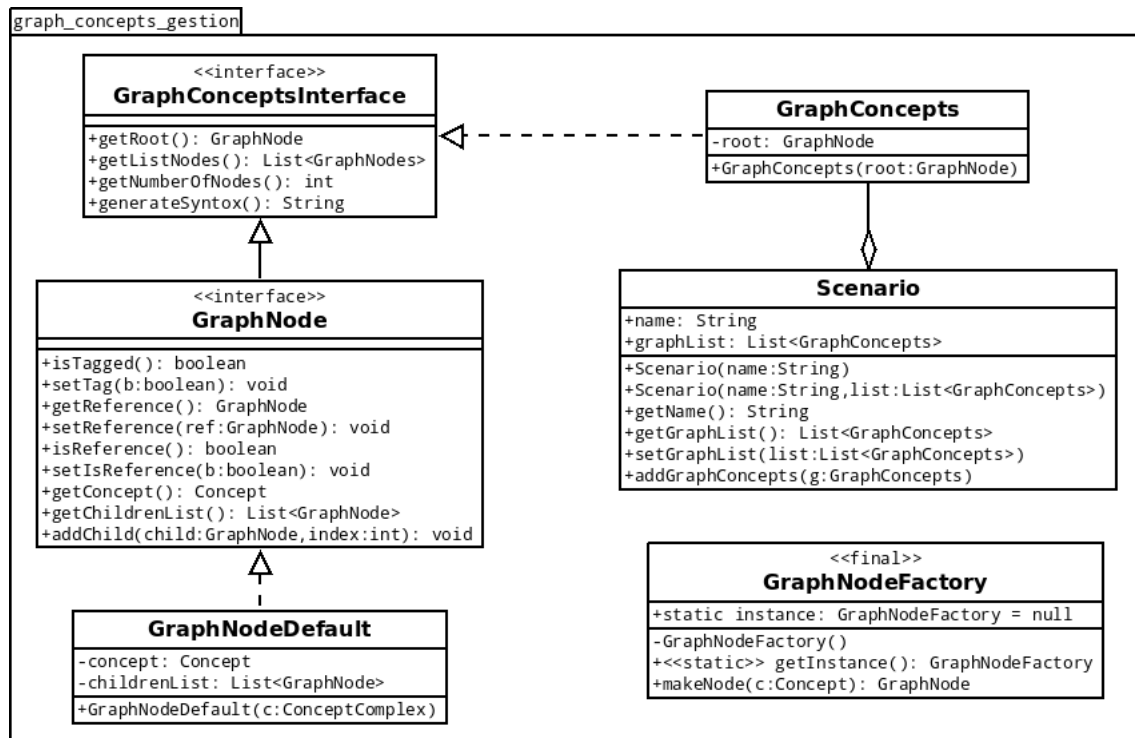 graph_concepts_gestion
<<interface>>
GraphConceptsInterface
+getRoot(): GraphNode
+getListNodes(): List<GraphNodes>
+getNumberOfNodes(): int
+generateSyntox(): String
GraphConcepts
-root: GraphNode
+GraphConcepts(root:GraphNode)
<<interface>>
GraphNode
+isTagged(): boolean
+setTag(b:boolean): void
+getReference(): GraphNode
+setReference(ref:GraphNode): void
+isReference(): boolean
+setIsReference(b:boolean): void
+getConcept(): Concept
+getChildrenList(): List<GraphNode>
+addChild(child:GraphNode,index:int): void
Scenario
+name: String
+graphList: List<GraphConcepts>
+Scenario(name:String)
+Scenario(name:String,list:List<GraphConcepts>)
+getName(): String
+getGraphList(): List<GraphConcepts>
+setGraphList(list:List<GraphConcepts>)
+addGraphConcepts(g:GraphConcepts)
GraphNodeDefault
-concept: Concept
-childrenList: List<GraphNode>
+GraphNodeDefault(c:ConceptComplex)
<<final>>
GraphNodeFactory
+static instance: GraphNodeFactory = null
-GraphNodeFactory()
+<<static>> getInstance(): GraphNodeFactory
+makeNode(c:Concept): GraphNode